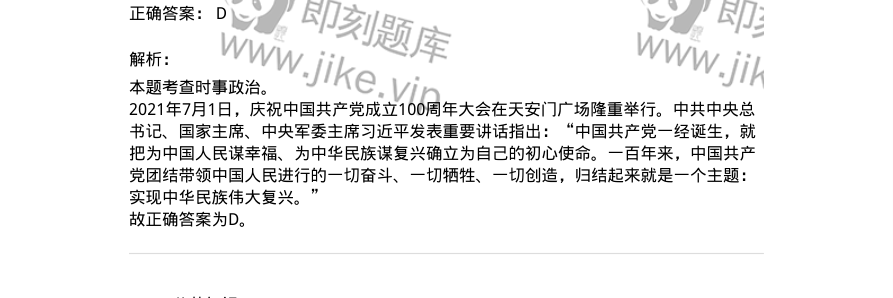 正确答案： D
即刻题库
www.jike.vip
www.jike
解析：
本题考查时事政治。
2021年7月1日，庆祝中国共产党成立100周年大会在天安门广场隆重举行。中共中央总
书记、国家主席、中央军委主席习近平发表重要讲话指出：“中国共产党一经诞生，就
把为中国人民谋幸福、为中华民族谋复兴确立为自己的初心使命。一百年来，中国共产
党团结带领中国人民进行的一切奋斗、一切牺牲、一切创造，归结起来就是一个主题：
实现中华民族伟大复兴。”
故正确答案为D。